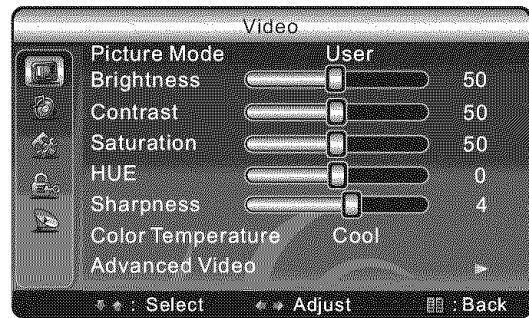 Video
Picture Mode User
Brightness 50
Contrast 50
Saturation 50
HUE 0
Sharpness 4
Color Temperature Cool
Advanced Video
: Select Adjust : Back